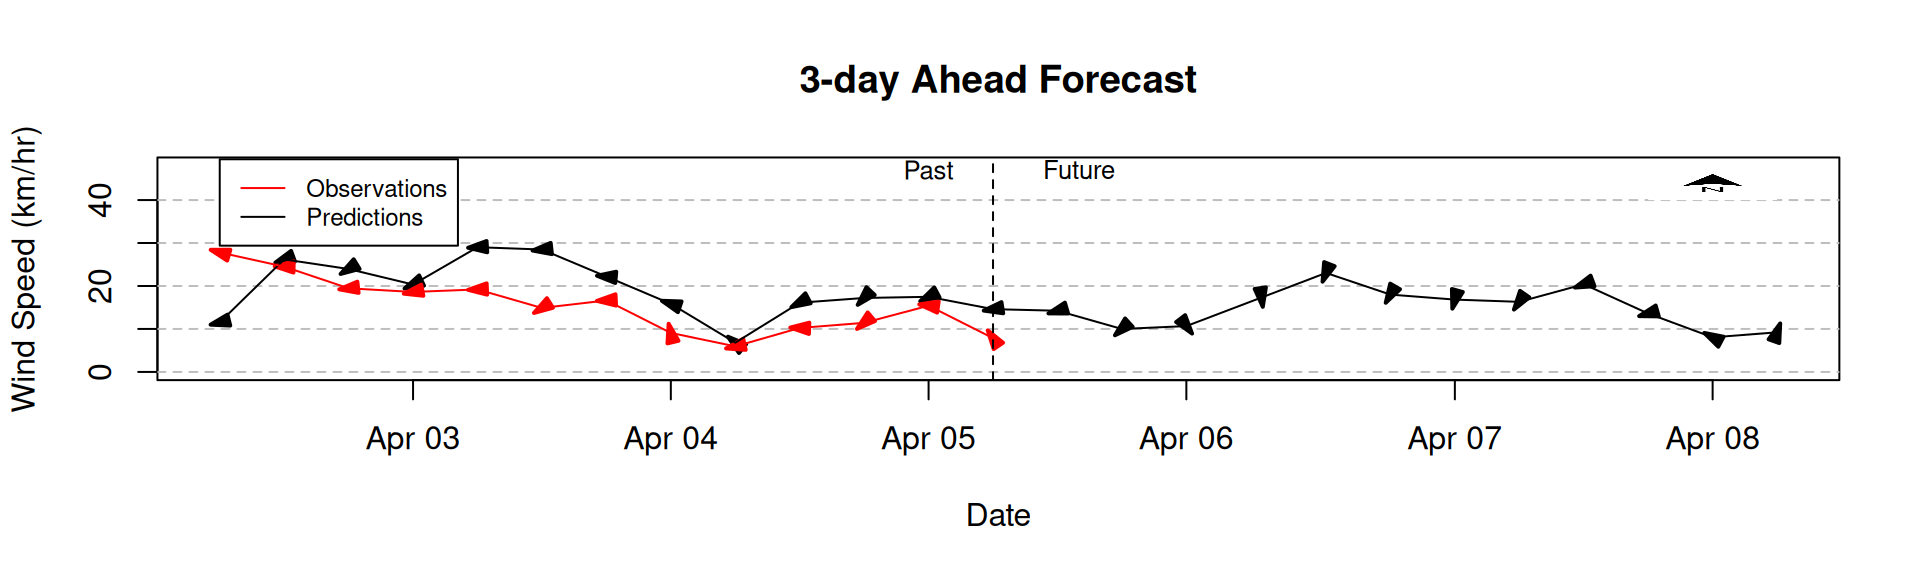 3-day Ahead Forecast
Wind Speed (km/hr)
Past
Future
Observations
Predictions
N
40
20
0
Apr 03
Apr 04
Apr 05
Apr 06
Apr 07
Apr 08
Date